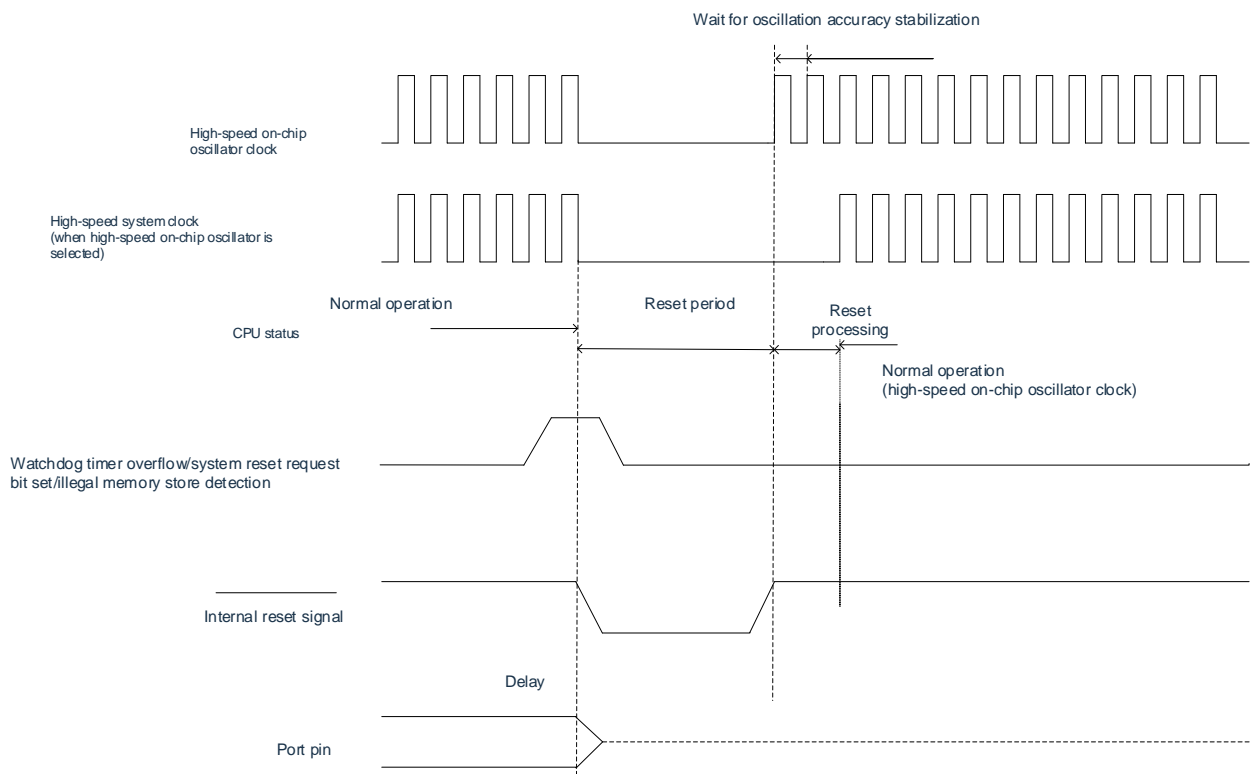 Wait for oscillation accuracy stabilization
High-speed on-chip
oscillator clock
High-speed system clock
(when high-speed on-chip oscillator is
selected)
Normal operation
Reset period
Reset
processing
CPU status
Normal operation
(high-speed on-chip oscillator clock)
Watchdog timer overflow/system reset request
bit set/illegal memory store detection
Internal reset signal
Delay
Port pin